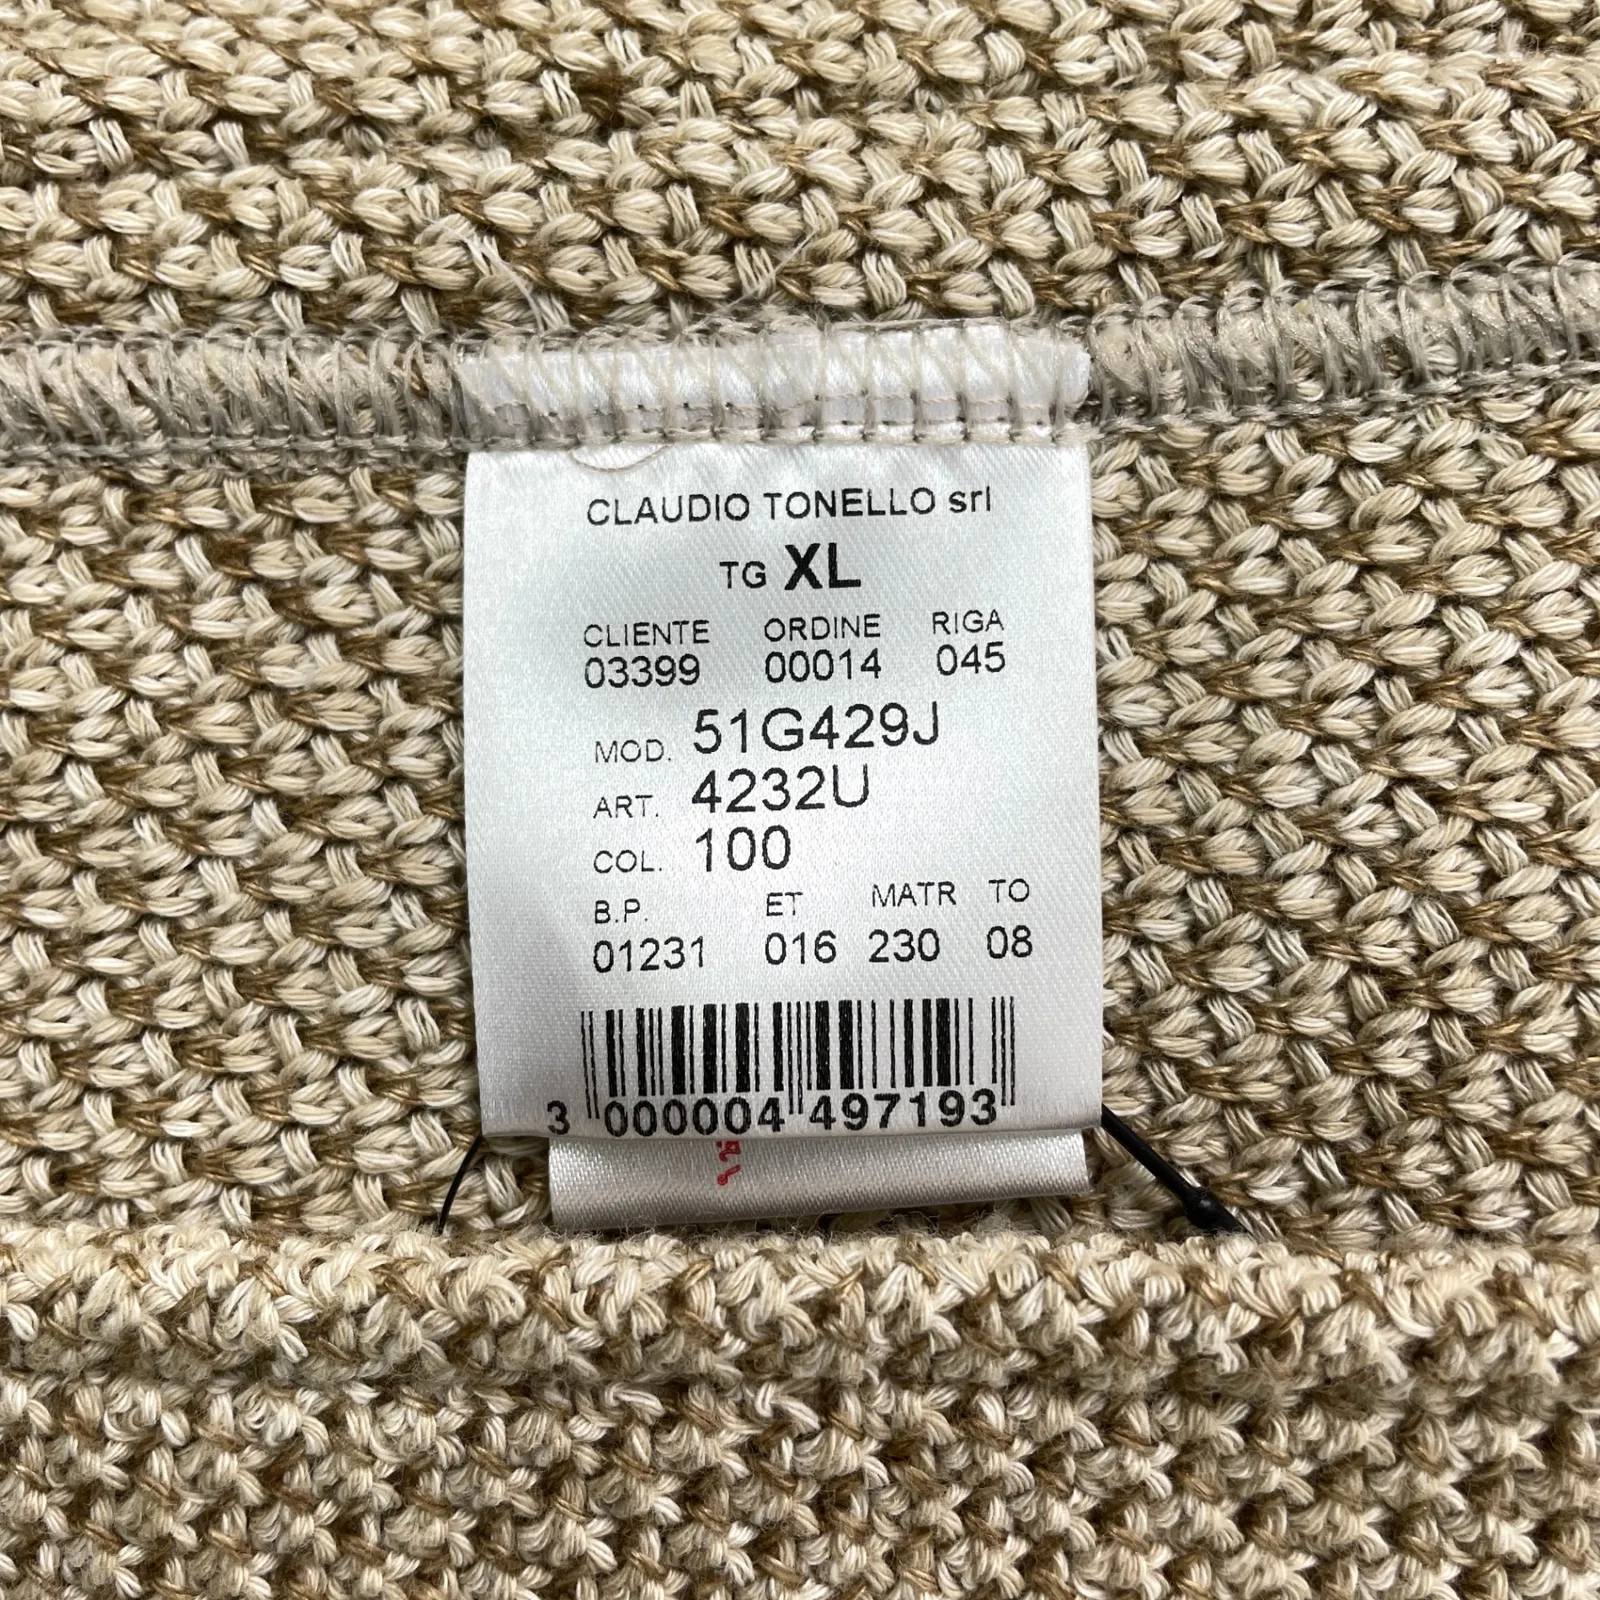 CLAUDIO TONELLO srl
TG XL
CLIENTE ORDINE RIGA
03399 00014 045
MOD. 51G429J
ART. 4232U
COL. 100
B.P. ET MATR TO
01231 016 230 08
3 000004 497193